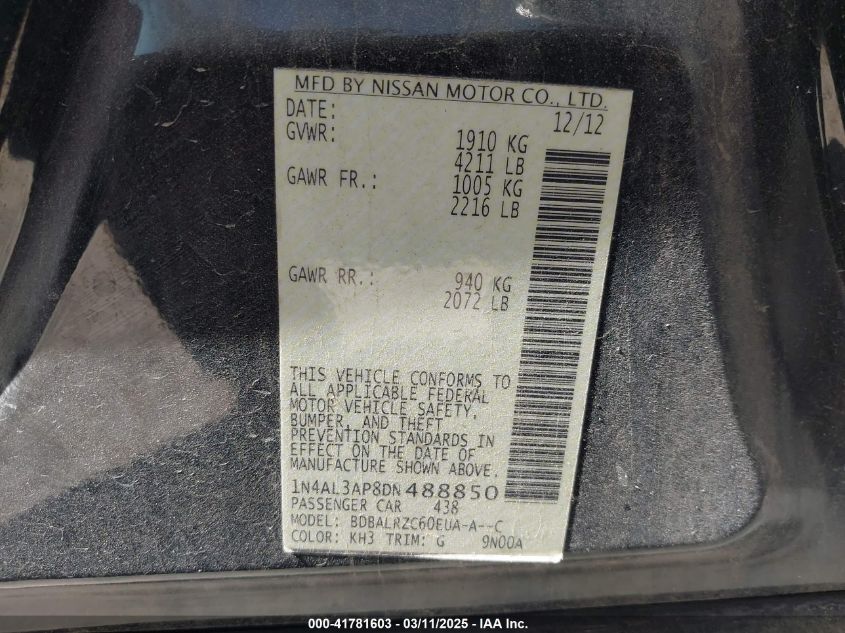 MFD BY NISSAN MOTOR CO., LTD.
DATE: 12/12
GVWR: 1910 KG
4211 LB
GAWR FR.: 1005 KG
2216 LB
GAWR RR.: 940 KG
2072 LB
THIS VEHICLE CONFORMS TO
ALL APPLICABLE FEDERAL
MOTOR VEHICLE SAFETY,
BUMPER, AND THEFT
PREVENTION STANDARDS IN
EFFECT ON THE DATE OF
MANUFACTURE SHOWN ABOVE.
1N4AL3AP8DN488850
PASSENGER CAR 438
MODEL: BDBALRZC60EUA-A--C
COLOR: KH3 TRIM: G 9N00A
000-41781603 - 03/11/2025 - IAA Inc.